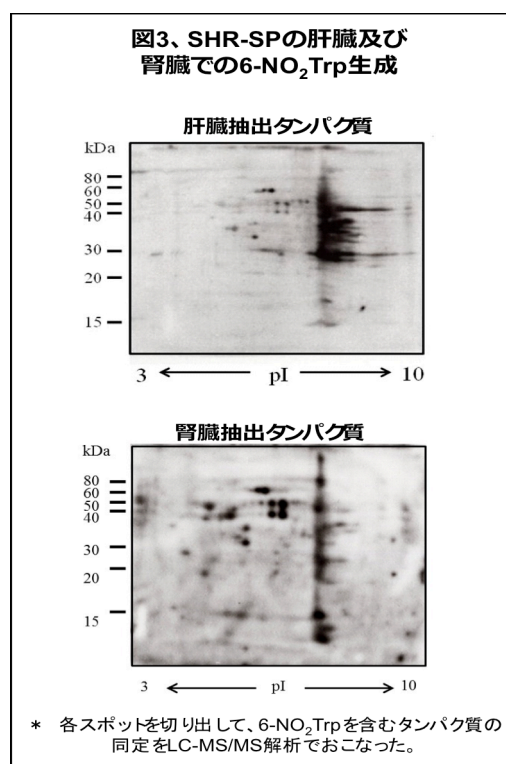 図3、SHR-SPの肝臓及び
腎臓での6-NO₂Trp生成
肝臓抽出タンパク質
kDa
80
60
50
40
30
20
15
3 pI 10
腎臓抽出タンパク質
kDa
80
60
50
40
30
20
15
3 pI 10
* 各スポットを切り出して、6-NO₂Trpを含むタンパク質の
同定をLC-MS/MS解析でおこなった。